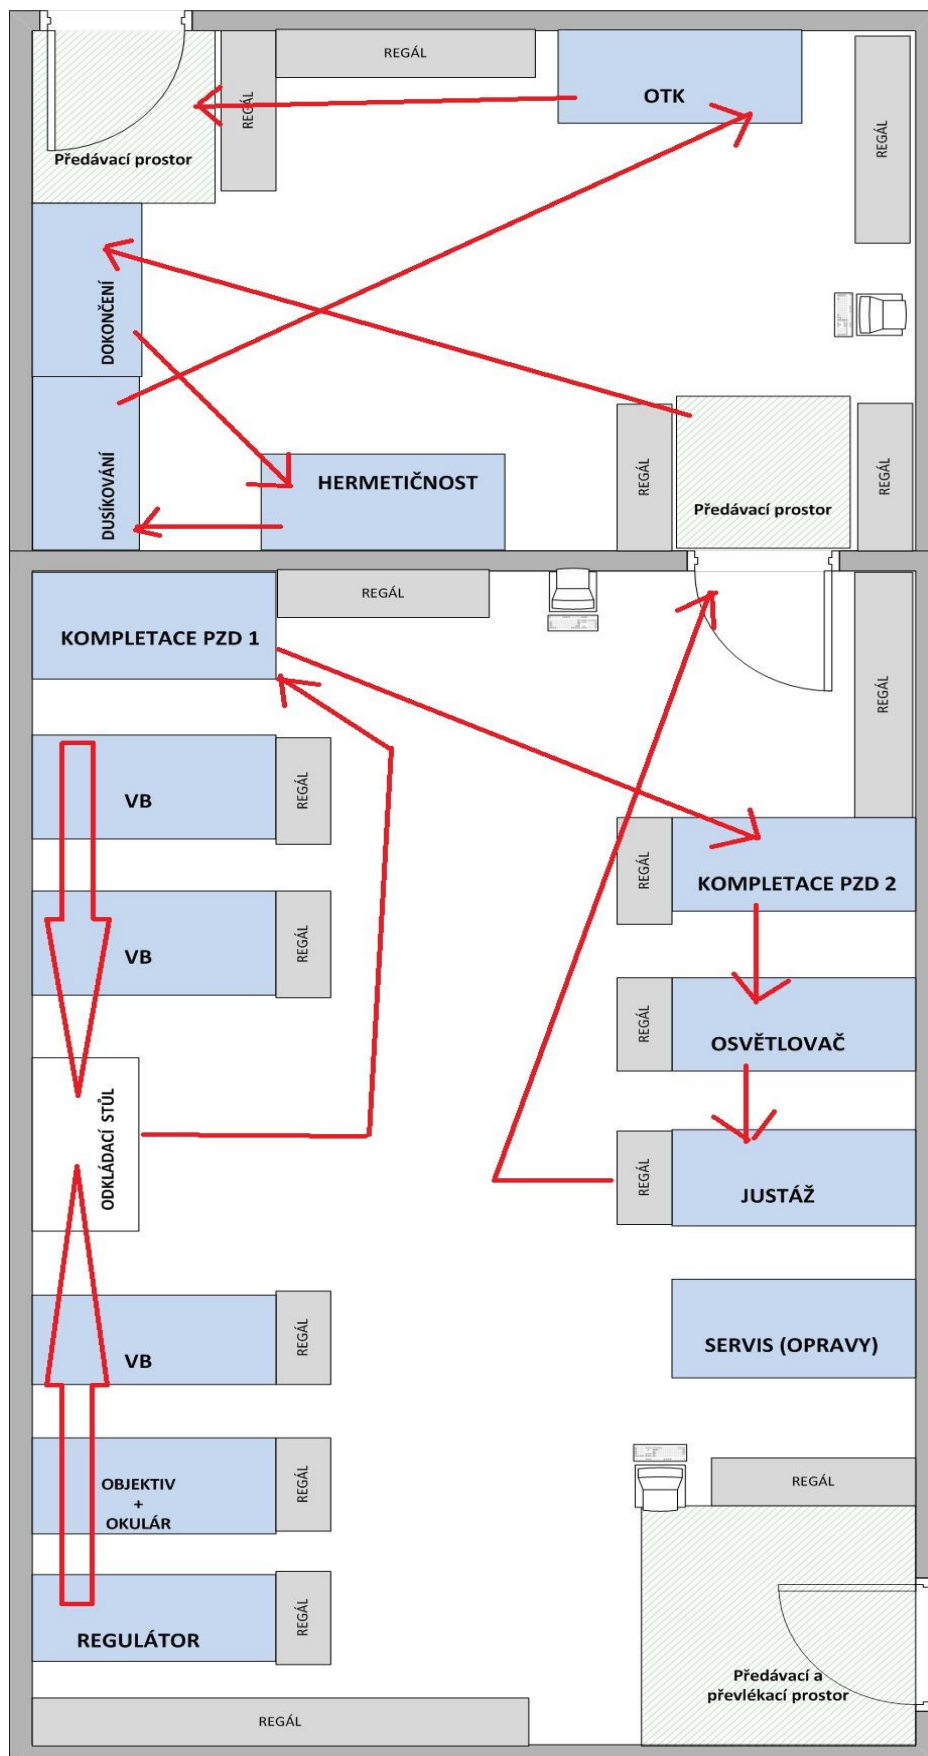 REGÁL
OTK
REGÁL
REGÁL
Předávací prostor
DOKONČENÍ
DUSÍKOVÁNÍ
HERMETIČNOST
REGÁL
Předávací prostor
REGÁL
KOMPLETACE PZD 1
REGÁL
REGÁL
VB
REGÁL
REGÁL
KOMPLETACE PZD 2
VB
REGÁL
REGÁL
OSVĚTLOVAČ
ODKLÁDACÍ STŮL
REGÁL
JUSTÁŽ
VB
REGÁL
SERVIS (OPRAVY)
OBJEKTIV
+
OKULÁR
REGÁL
REGÁL
REGULÁTOR
REGÁL
Předávací a
převlékací prostor
REGÁL